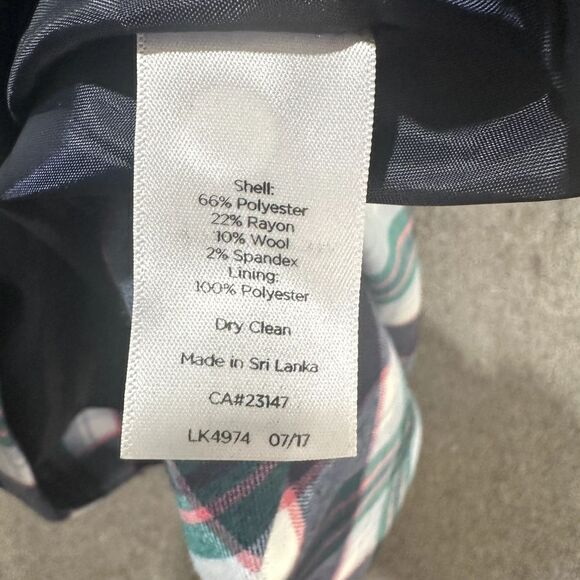 Shell:
66% Polyester
22% Rayon
10% Wool
2% Spandex
Lining:
100% Polyester
Dry Clean
Made in Sri Lanka
CA#23147
LK4974 07/17